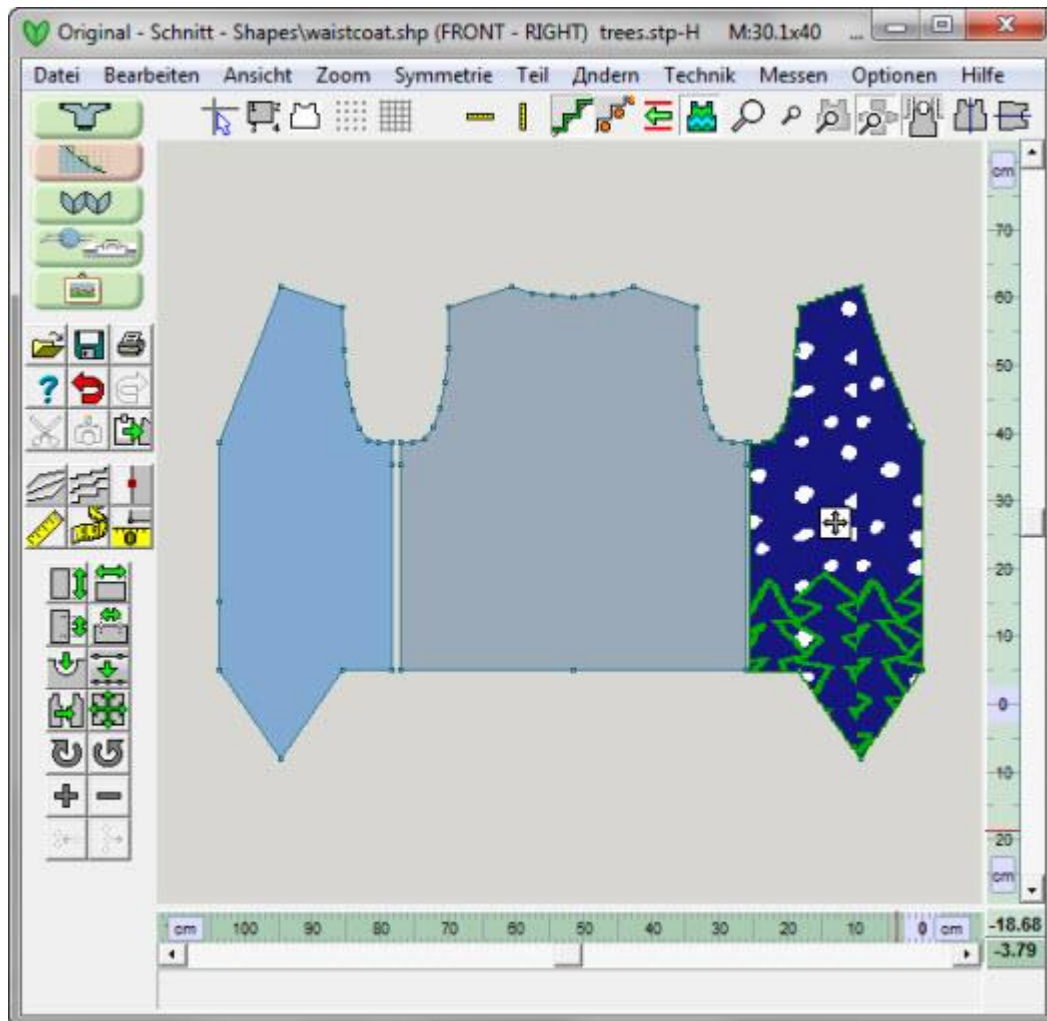 Original - Schnitt - Shapes\waistcoat.shp (FRONT - RIGHT) trees.stp-H M:30.1x40 ...
Datei Bearbeiten Ansicht Zoom Symmetrie Teil Дndern Technik Messen Optionen Hilfe
cm
70
60
50
40
30
20
10
0
10
20
cm
cm 100 90 80 70 60 50 40 30 20 10 0 cm
-18.68
-3.79